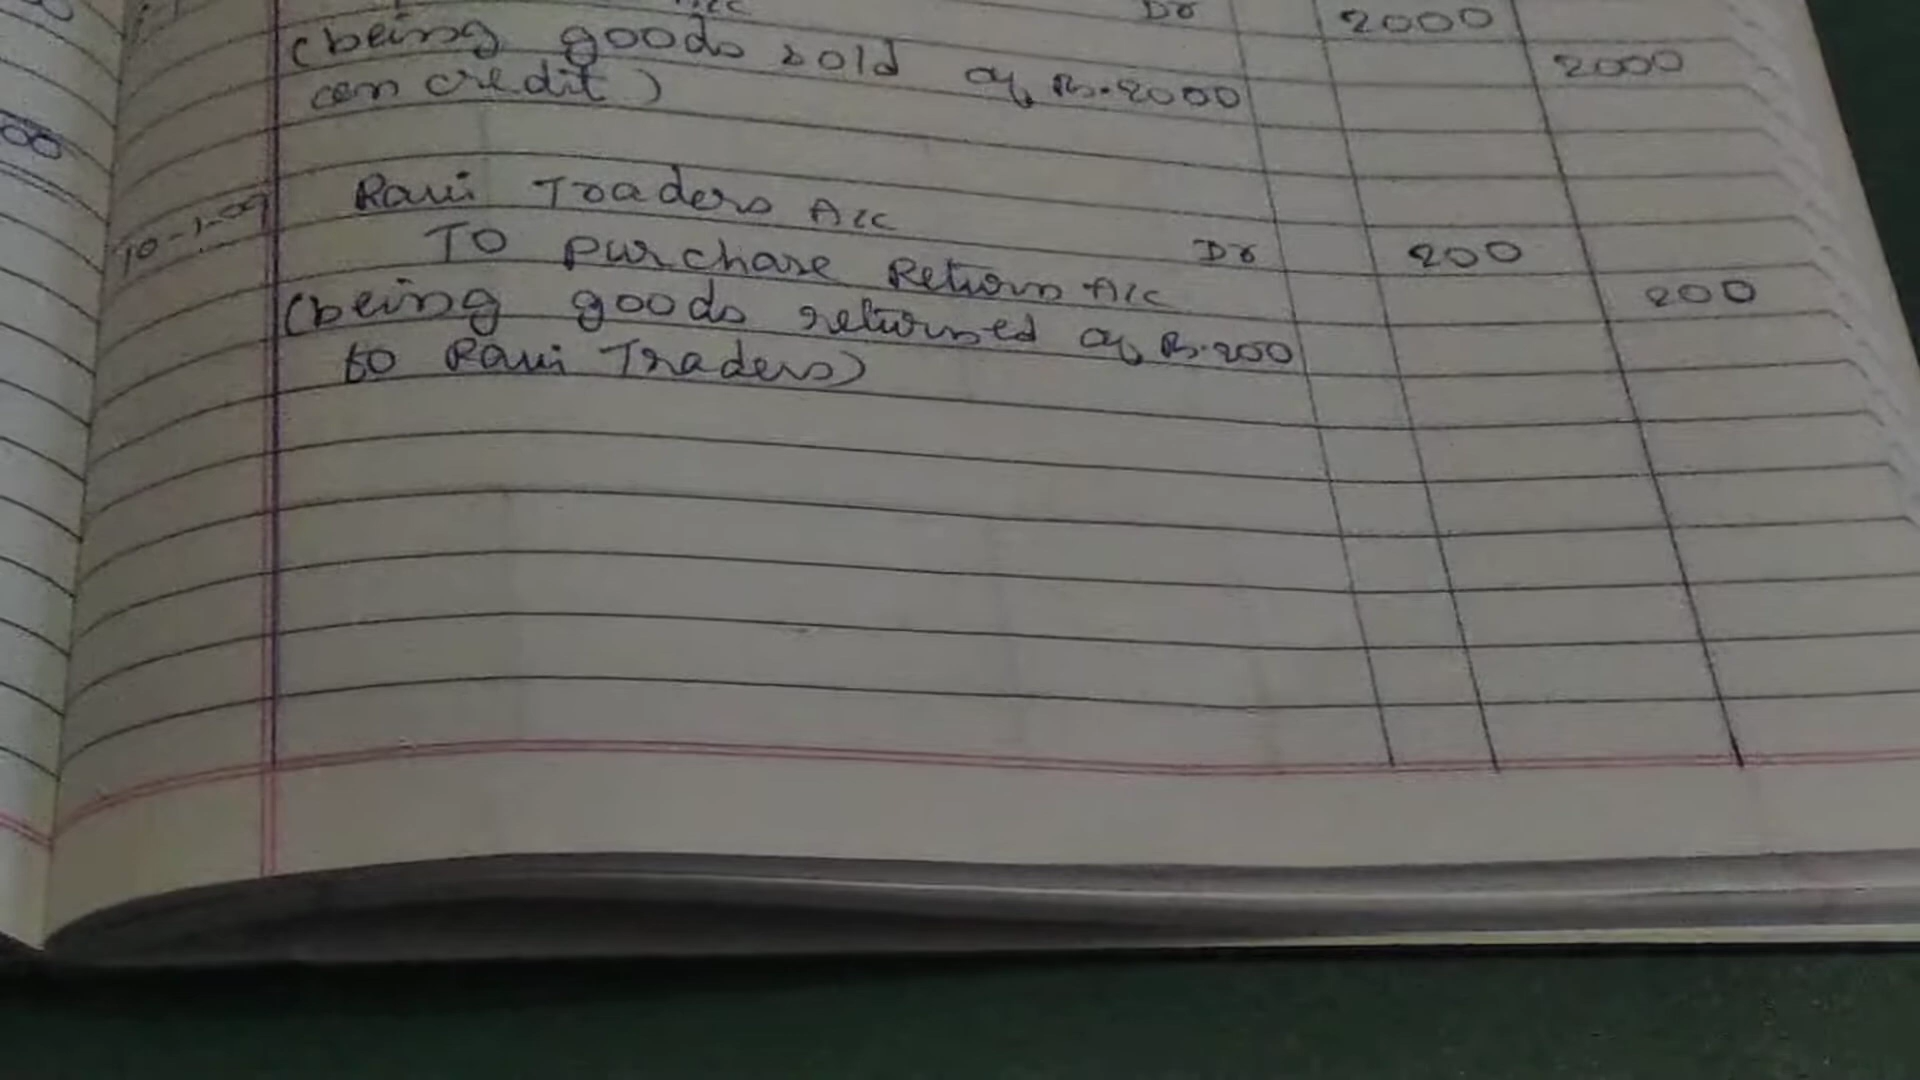 A/c Dr 2000
2000
(being goods sold of Rs.2000
on credit)
10-1-09 Ravi Traders A/c Dr 200
To purchase Return A/c 200
(being goods returned of Rs.200
to Ravi Traders)